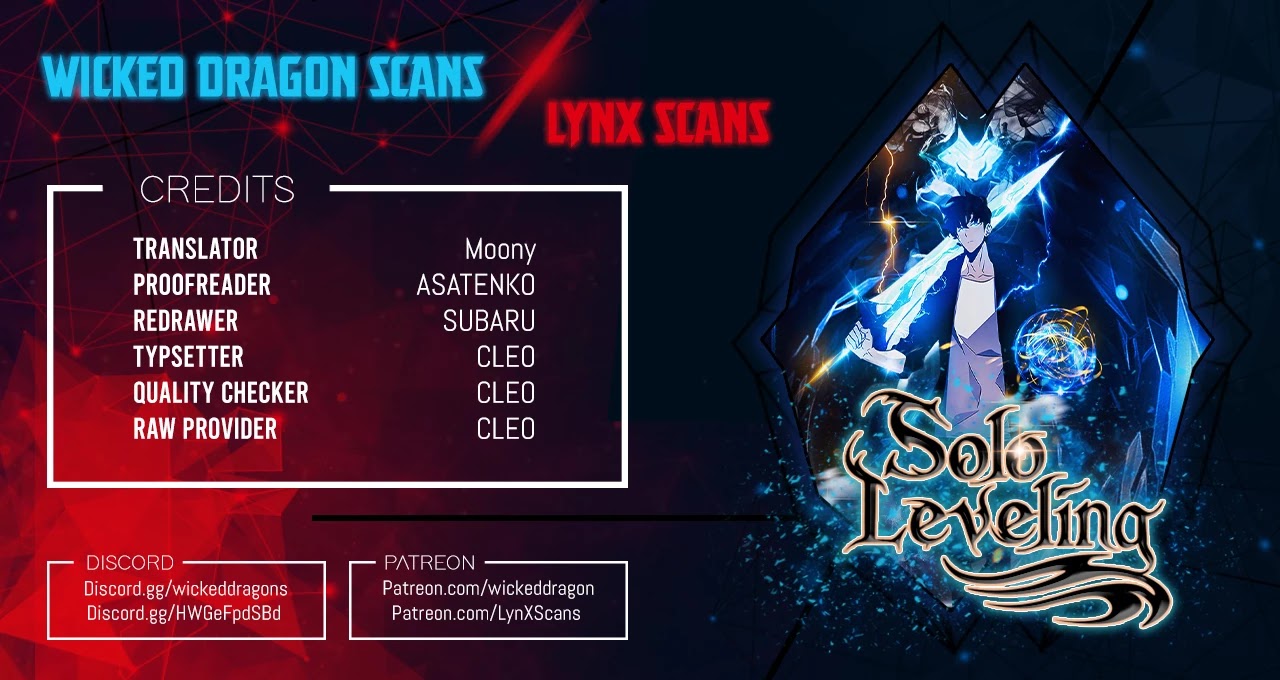 WICKED DRAGON SCANS
LYNX SCANS
CREDITS
TRANSLATOR Moony
PROOFREADER ASATENKO
REDRAWER SUBARU
TYPSETTER CLEO
QUALITY CHECKER CLEO
RAW PROVIDER CLEO
DISCORD
Discord.gg/wickeddragons
Discord.gg/HWGeFpdSBd
PATREON
Patreon.com/wickeddragon
Patreon.com/LynXScans
Solo
Leveling